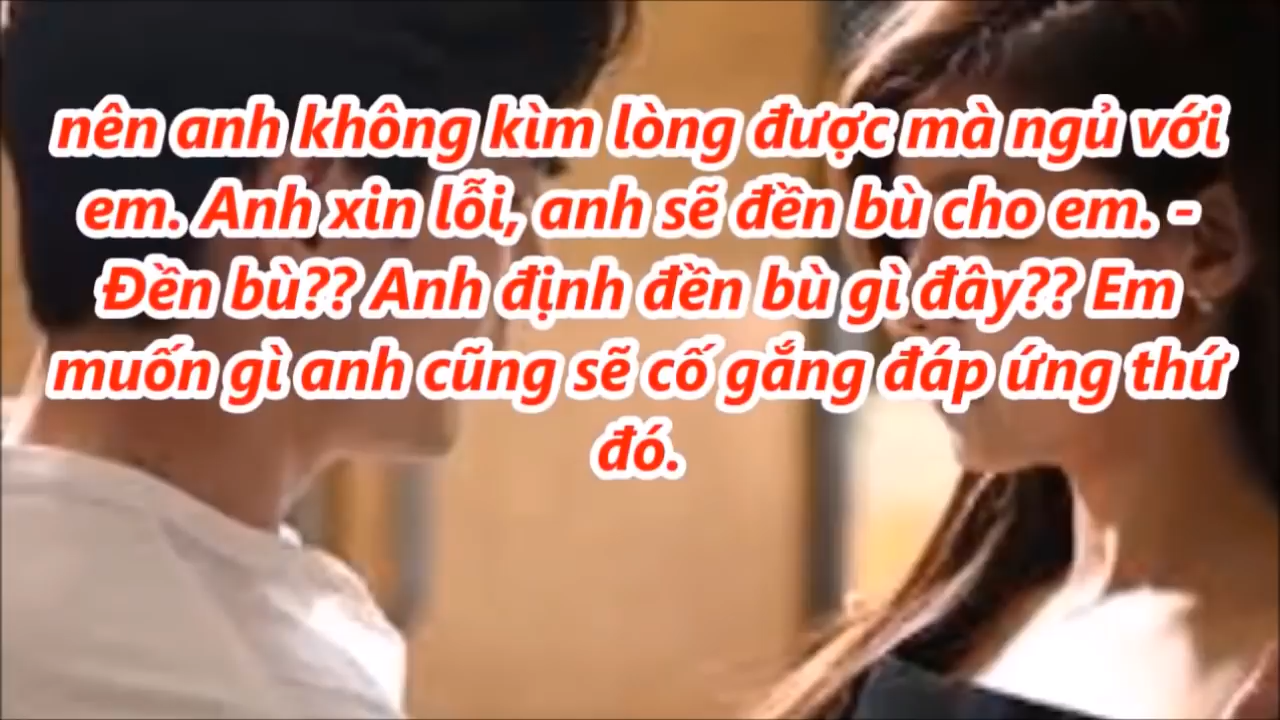 nên anh không kìm lòng được mà ngủ với
em. Anh xin lỗi, anh sẽ đền bù cho em. -
Đền bù?? Anh định đền bù gì đây?? Em
muốn gì anh cũng sẽ cố gắng đáp ứng thứ
đó.